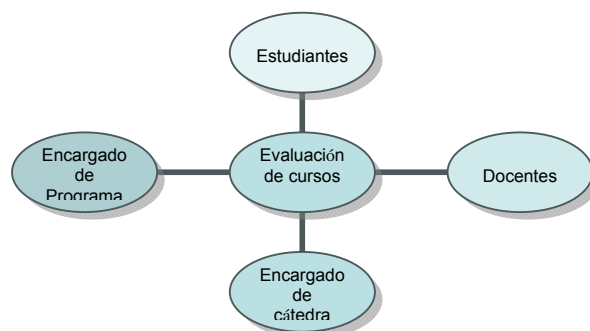 Estudiantes
Encargado
de
Programa
Evaluación
de cursos
Docentes
Encargado
de
cátedra